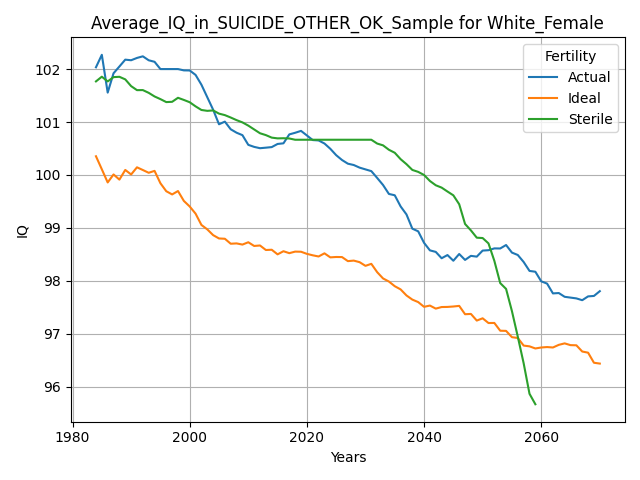 Average_IQ_in_SUICIDE_OTHER_OK_Sample for White_Female
Fertility
Actual
Ideal
Sterile
IQ
102
101
100
99
98
97
96
1980
2000
2020
2040
2060
Years